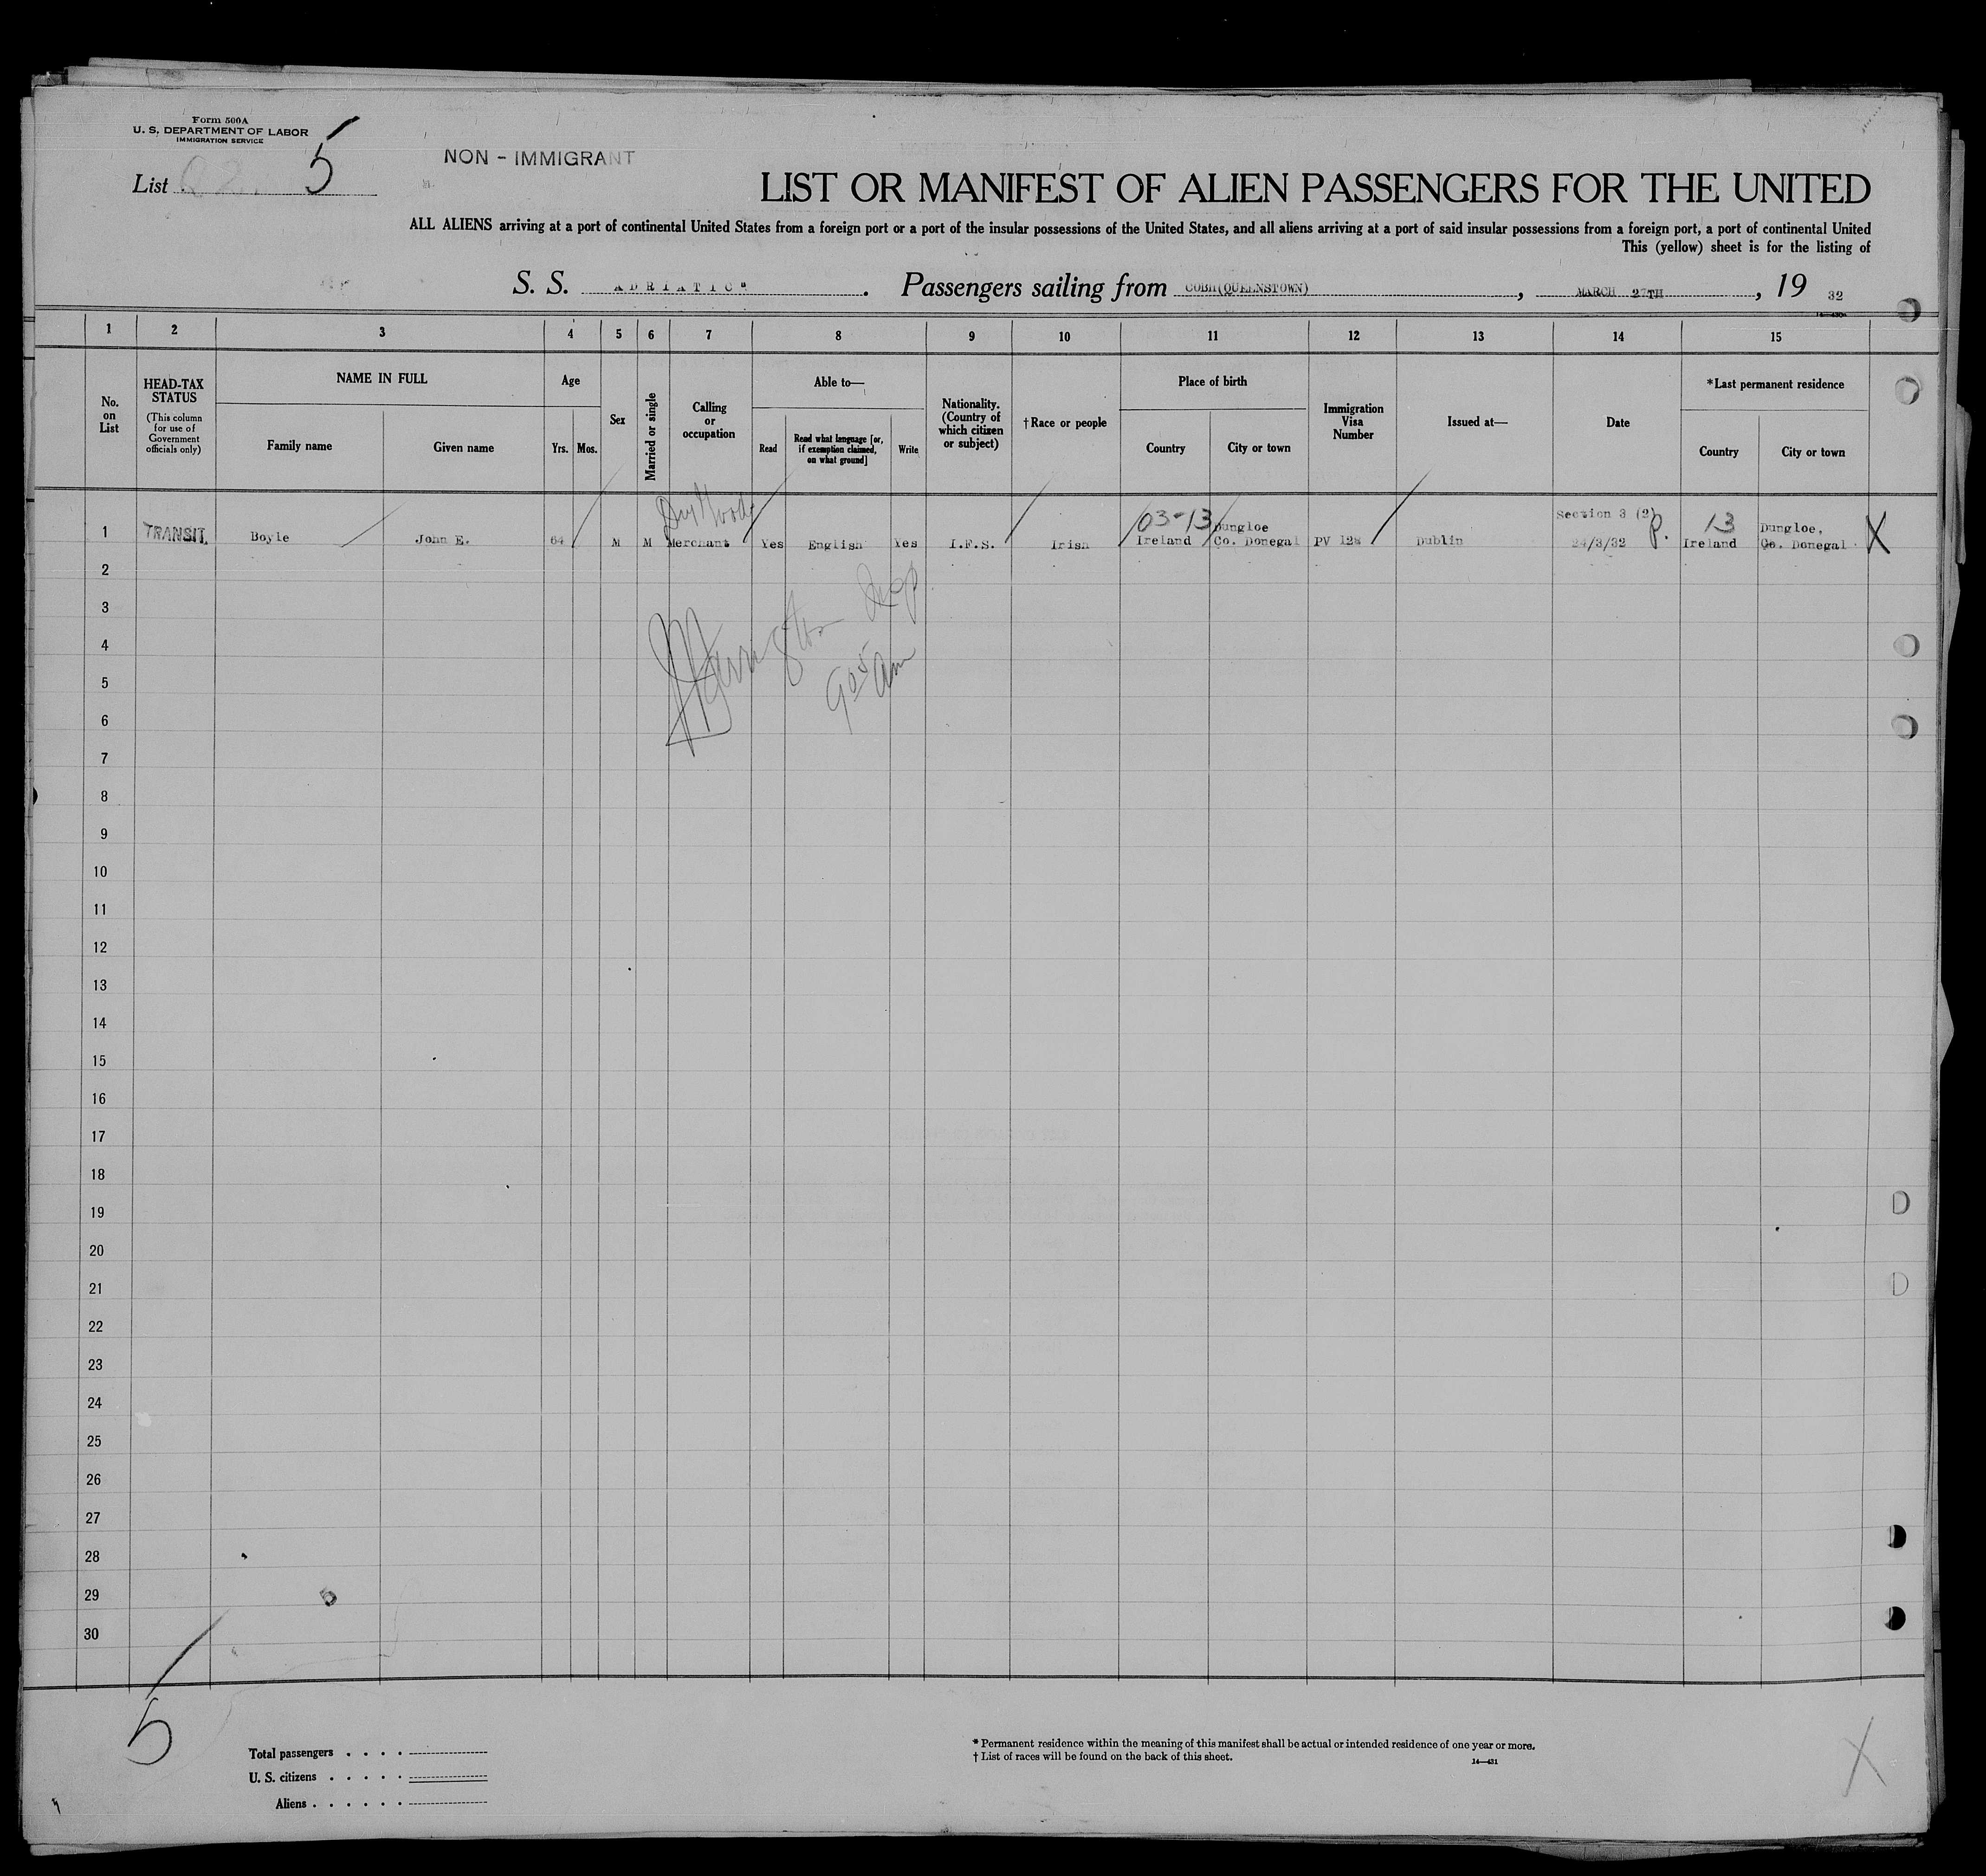 Form 500A
U. S. DEPARTMENT OF LABOR
IMMIGRATION SERVICE
List 5
NON - IMMIGRANT
LIST OR MANIFEST OF ALIEN PASSENGERS FOR THE UNITED
ALL ALIENS arriving at a port of continental United States from a foreign port or a port of the insular possessions of the United States, and all aliens arriving at a port of said insular possessions from a foreign port, a port of continental United
This (yellow) sheet is for the listing of
S. S. ADRIATIC" . Passengers sailing from COBH(QUEENSTOWN) , MARCH 27TH , 19 32
1 2 3 4 5 6 7 8 9 10 11 12 13 14 15
No. on List
HEAD-TAX STATUS
(This column for use of Government officials only)
NAME IN FULL
Family name
Given name
Age
Yrs. Mos.
Sex
Married or single
Calling or occupation
Able to—
Read
Read what language [or, if exemption claimed, on what ground]
Write
Nationality. (Country of which citizen or subject)
†Race or people
Place of birth
Country
City or town
Immigration Visa Number
Issued at—
Date
*Last permanent residence
Country
City or town
Section 3 (2) P.
03-13 Dungloe 13 Dungloe,
1 TRANSIT. Boyle John E. 64 M M Merchant Yes English Yes I.F.S. Irish Ireland Co. Donegal PV 128 Dublin 24/3/32 Ireland Co. Donegal X
2
3
4
905 am
5
6
7
8
9
10
11
12
13
14
15
16
17
18
19
20
21
22
23
24
25
26
27
28
29
5
30
5
Total passengers . . . .
U. S. citizens . . . . .
Aliens . . . . . .
* Permanent residence within the meaning of this manifest shall be actual or intended residence of one year or more.
† List of races will be found on the back of this sheet.
14—431
X